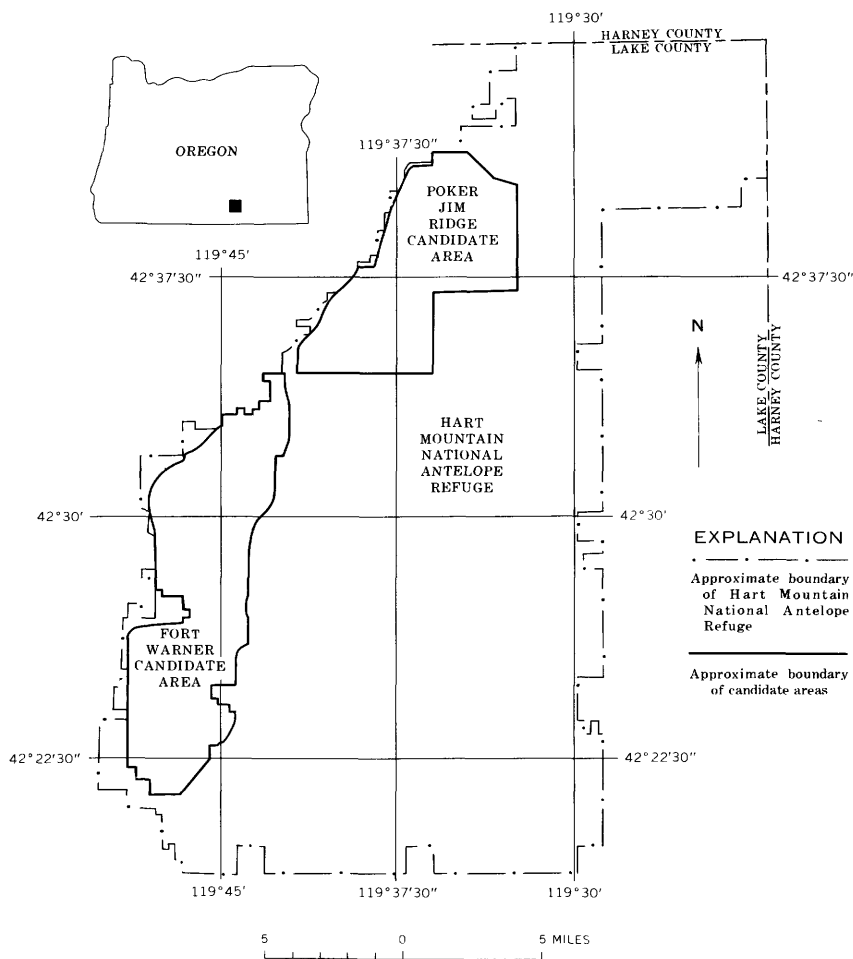 119°30'
HARNEY COUNTY
LAKE COUNTY
OREGON
119°37'30"
POKER
JIM
RIDGE
CANDIDATE
AREA
119°45'
42°37'30"
42°37'30"
N
LAKE COUNTY
HARNEY COUNTY
HART
MOUNTAIN
NATIONAL
ANTELOPE
REFUGE
42°30'
42°30'
EXPLANATION
Approximate boundary
of Hart Mountain
National Antelope
Refuge
FORT
WARNER
CANDIDATE
AREA
Approximate boundary
of candidate areas
42°22'30"
42°22'30"
119°45'
119°37'30"
119°30'
5 0 5 MILES